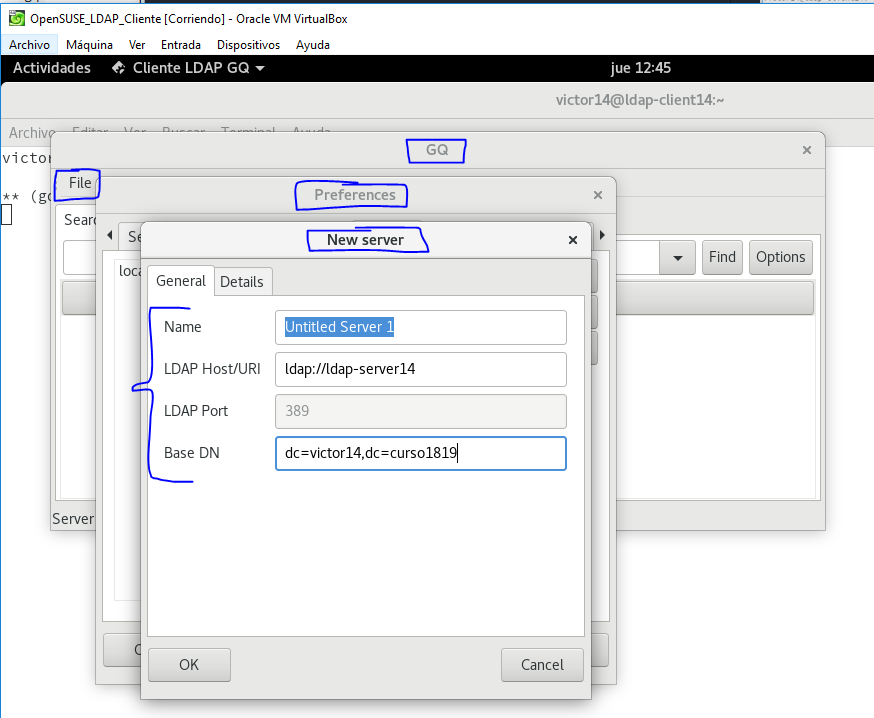 OpenSUSE_LDAP_Cliente [Corriendo] - Oracle VM VirtualBox
Archivo Máquina Ver Entrada Dispositivos Ayuda
Actividades Cliente LDAP GQ jue 12:45
victor14@ldap-client14:~
Archivo Editar Ver Buscar Terminal Ayuda
GQ
victor
File
Preferences
** (gq
Searc
New server
Se
Find Options
loca
General Details
Name Untitled Server 1
LDAP Host/URI ldap://ldap-server14
LDAP Port 389
Base DN dc=victor14,dc=curso1819
Server
OK Cancel